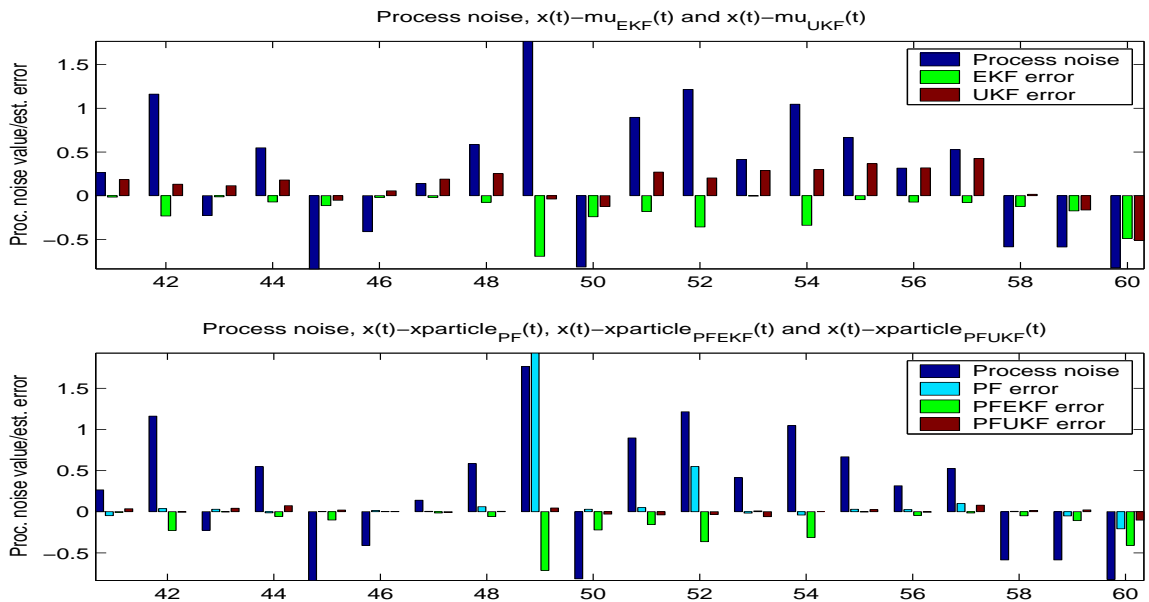 Process noise, x(t)−mu_EKF(t) and x(t)−mu_UKF(t)
Proc. noise value/est. error
1.5
1
0.5
0
−0.5
Process noise
EKF error
UKF error
42 44 46 48 50 52 54 56 58 60
Process noise, x(t)−xparticle_PF(t), x(t)−xparticle_PFEKF(t) and x(t)−xparticle_PFUKF(t)
Proc. noise value/est. error
1.5
1
0.5
0
−0.5
Process noise
PF error
PFEKF error
PFUKF error
42 44 46 48 50 52 54 56 58 60